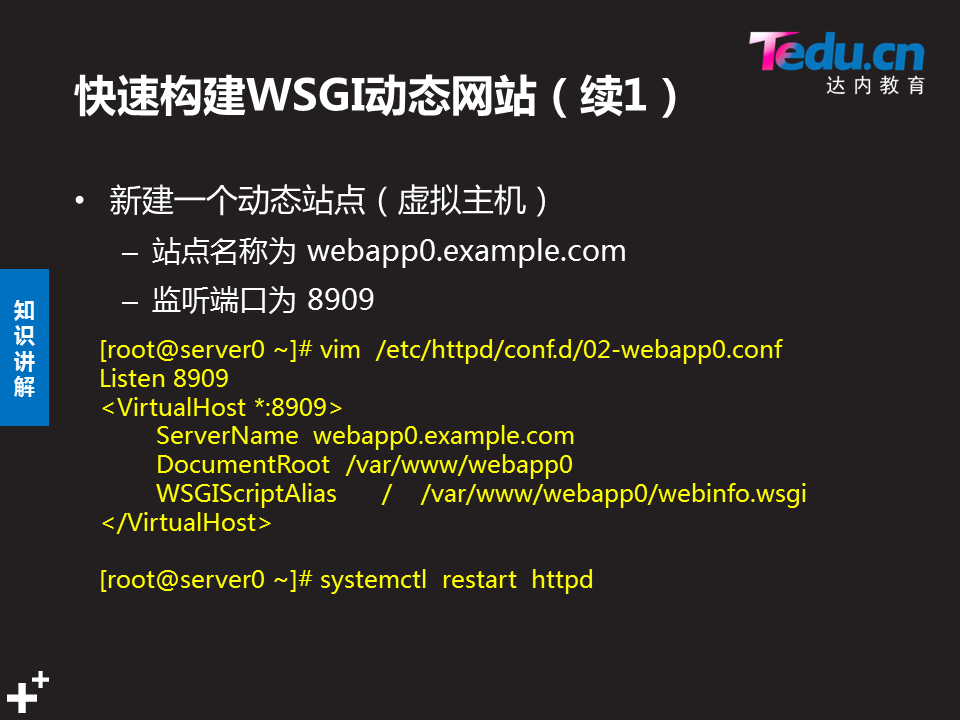 Tedu.cn
达内教育
快速构建WSGI动态网站（续1）
• 新建一个动态站点（虚拟主机）
– 站点名称为 webapp0.example.com
– 监听端口为 8909
知
识
讲
解
[root@server0 ~]# vim  /etc/httpd/conf.d/02-webapp0.conf
Listen 8909
<VirtualHost *:8909>
ServerName  webapp0.example.com
DocumentRoot  /var/www/webapp0
WSGIScriptAlias  /  /var/www/webapp0/webinfo.wsgi
</VirtualHost>
[root@server0 ~]# systemctl  restart  httpd